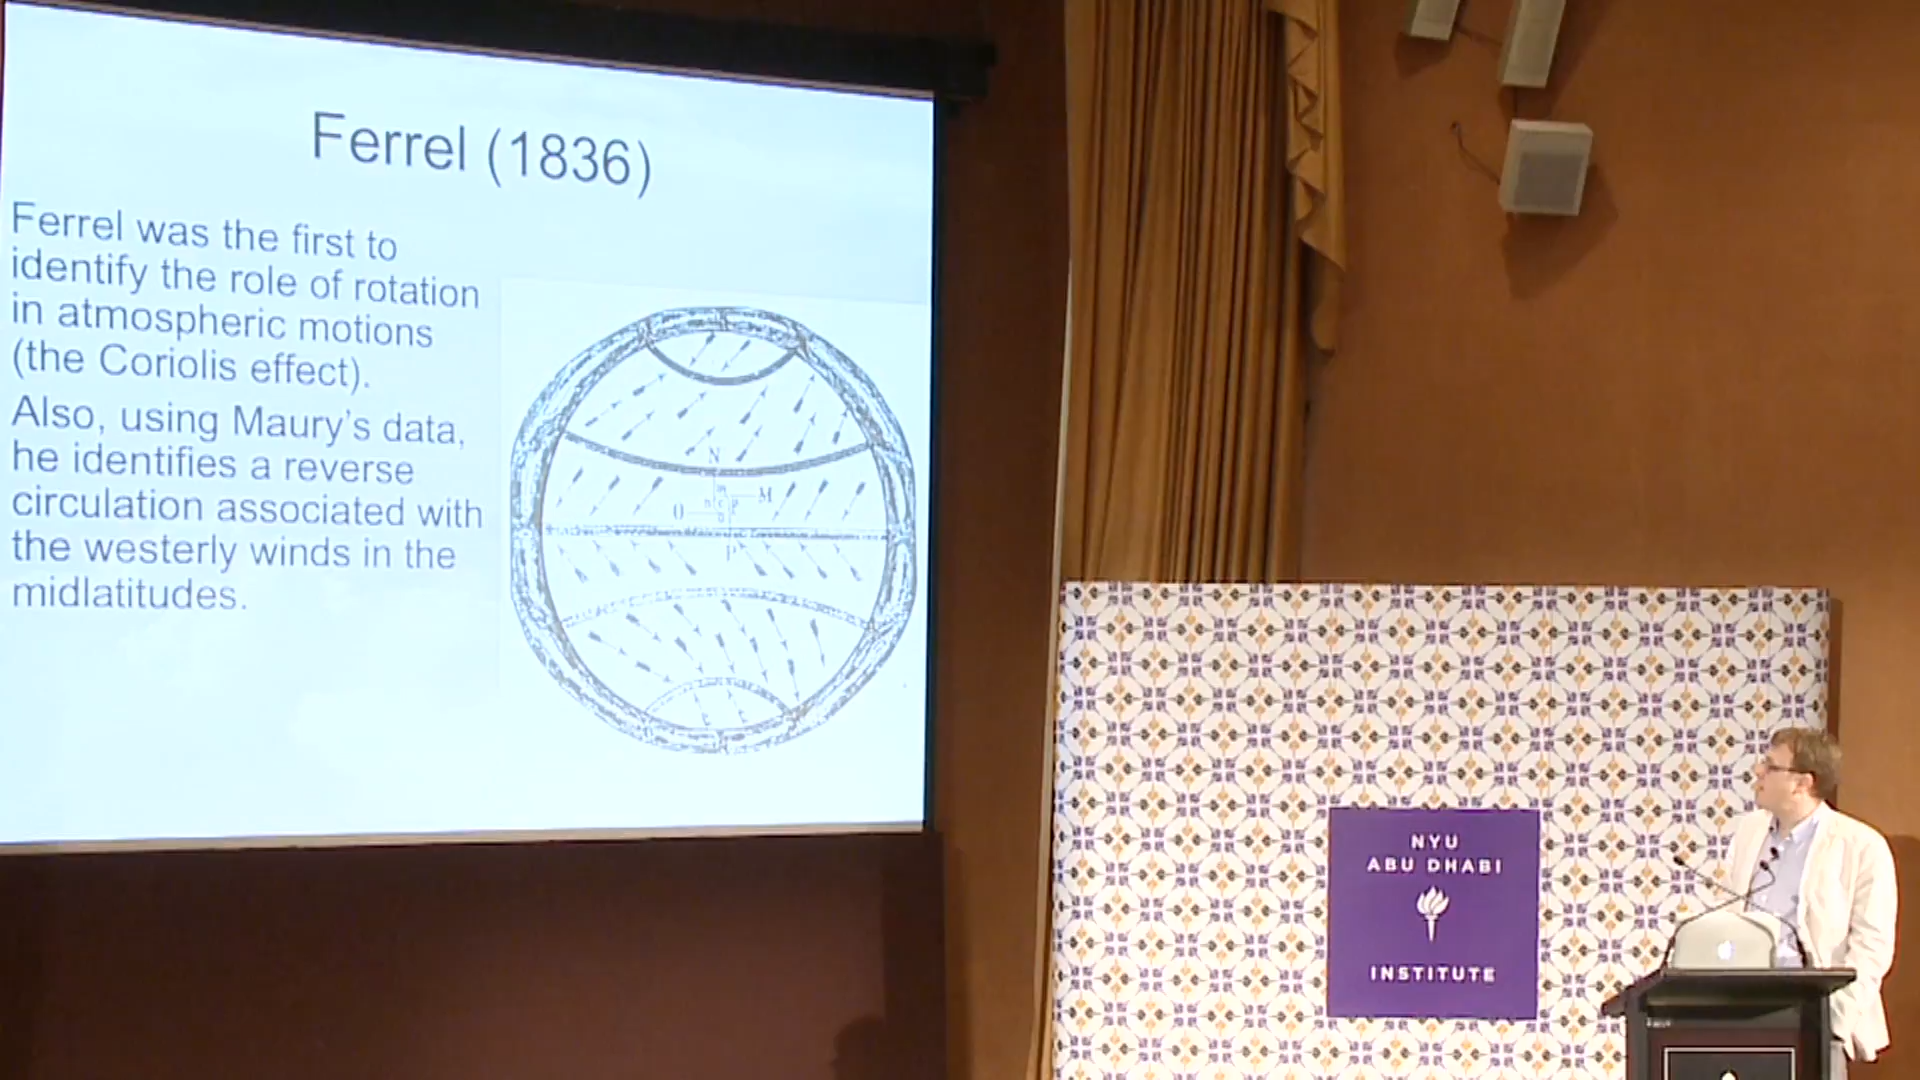 Ferrel (1836)
Ferrel was the first to
identify the role of rotation
in atmospheric motions
(the Coriolis effect).
Also, using Maury's data,
he identifies a reverse
circulation associated with
the westerly winds in the
midlatitudes.
N
M
O
P
NYU
ABU DHABI
INSTITUTE